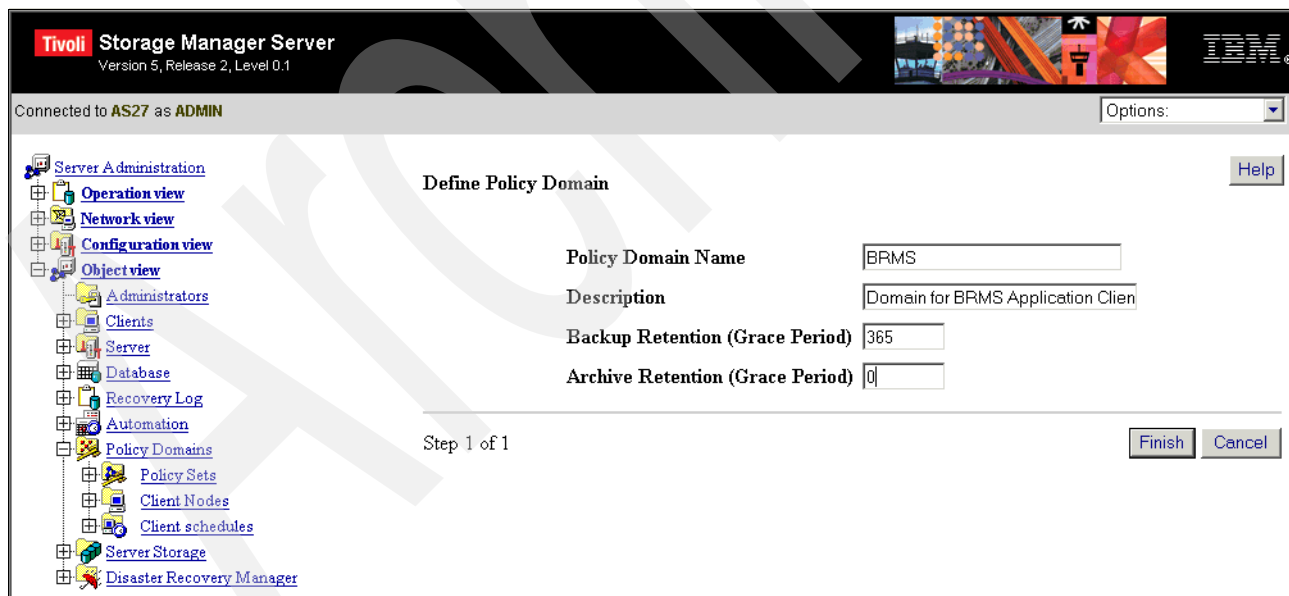 Tivoli Storage Manager Server
Version 5, Release 2, Level 0.1
IBM®
Connected to AS27 as ADMIN
Options:
Server Administration
Operation view
Network view
Configuration view
Object view
Administrators
Clients
Server
Database
Recovery Log
Automation
Policy Domains
Policy Sets
Client Nodes
Client schedules
Server Storage
Disaster Recovery Manager
Help
Define Policy Domain
Policy Domain Name BRMS
Description Domain for BRMS Application Clien
Backup Retention (Grace Period) 365
Archive Retention (Grace Period) 0
Step 1 of 1
Finish Cancel